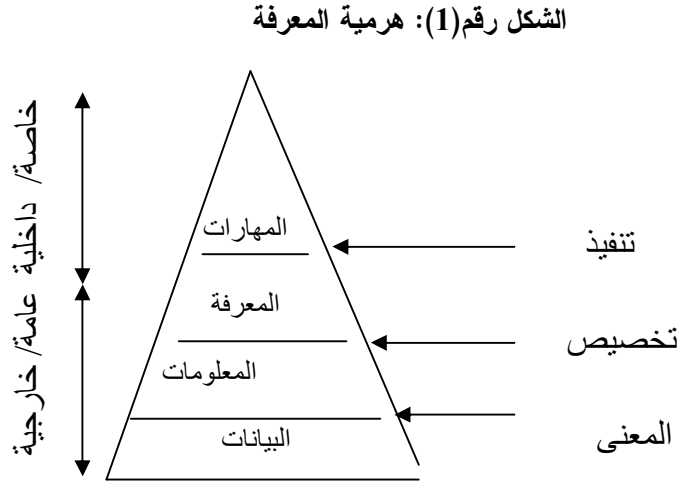 الشكل رقم(1): هرمية المعرفة
خاصة/ داخلية
عامة/ خارجية
المهارات
تنفيذ
المعرفة
تخصيص
المعلومات
المعنى
البيانات